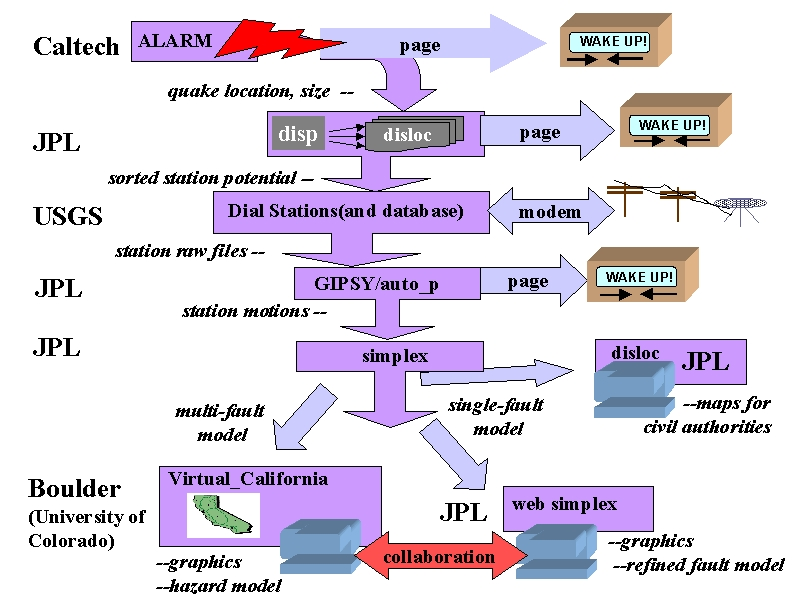 Caltech
ALARM
page
WAKE UP!
quake location, size --
JPL
disp
disloc
page
WAKE UP!
sorted station potential --
USGS
Dial Stations(and database)
modem
station raw files --
JPL
GIPSY/auto_p
page
WAKE UP!
station motions --
JPL
simplex
disloc
JPL
--maps for
civil authorities
multi-fault
model
single-fault
model
Boulder
(University of
Colorado)
Virtual_California
JPL
web simplex
--graphics
--hazard model
collaboration
--graphics
--refined fault model